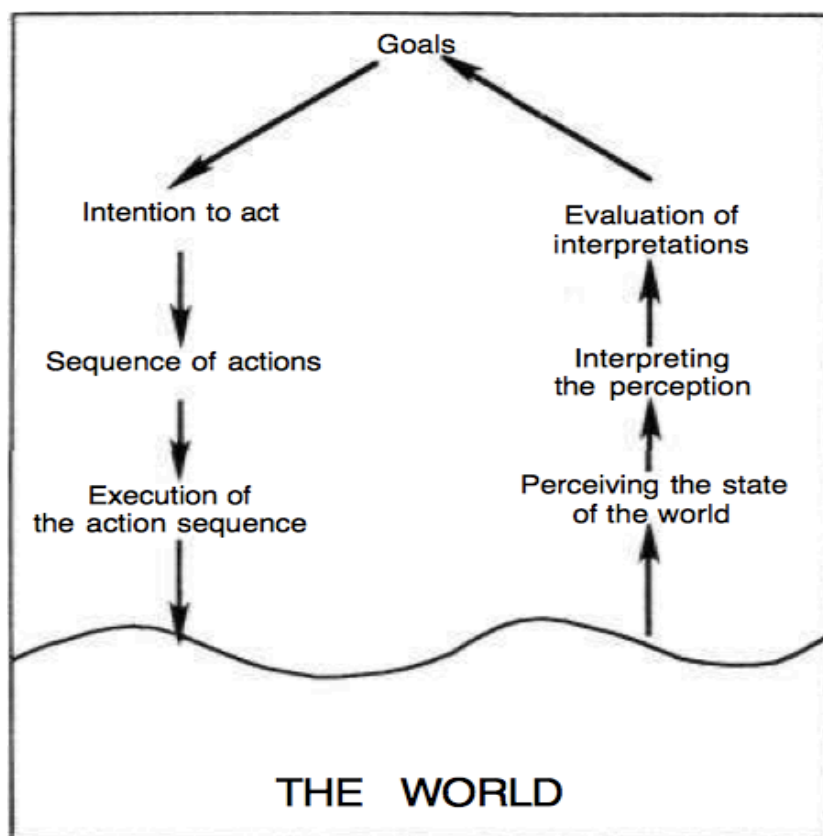 Goals
Intention to act
Sequence of actions
Execution of
the action sequence
Evaluation of
interpretations
Interpreting
the perception
Perceiving the state
of the world
THE WORLD